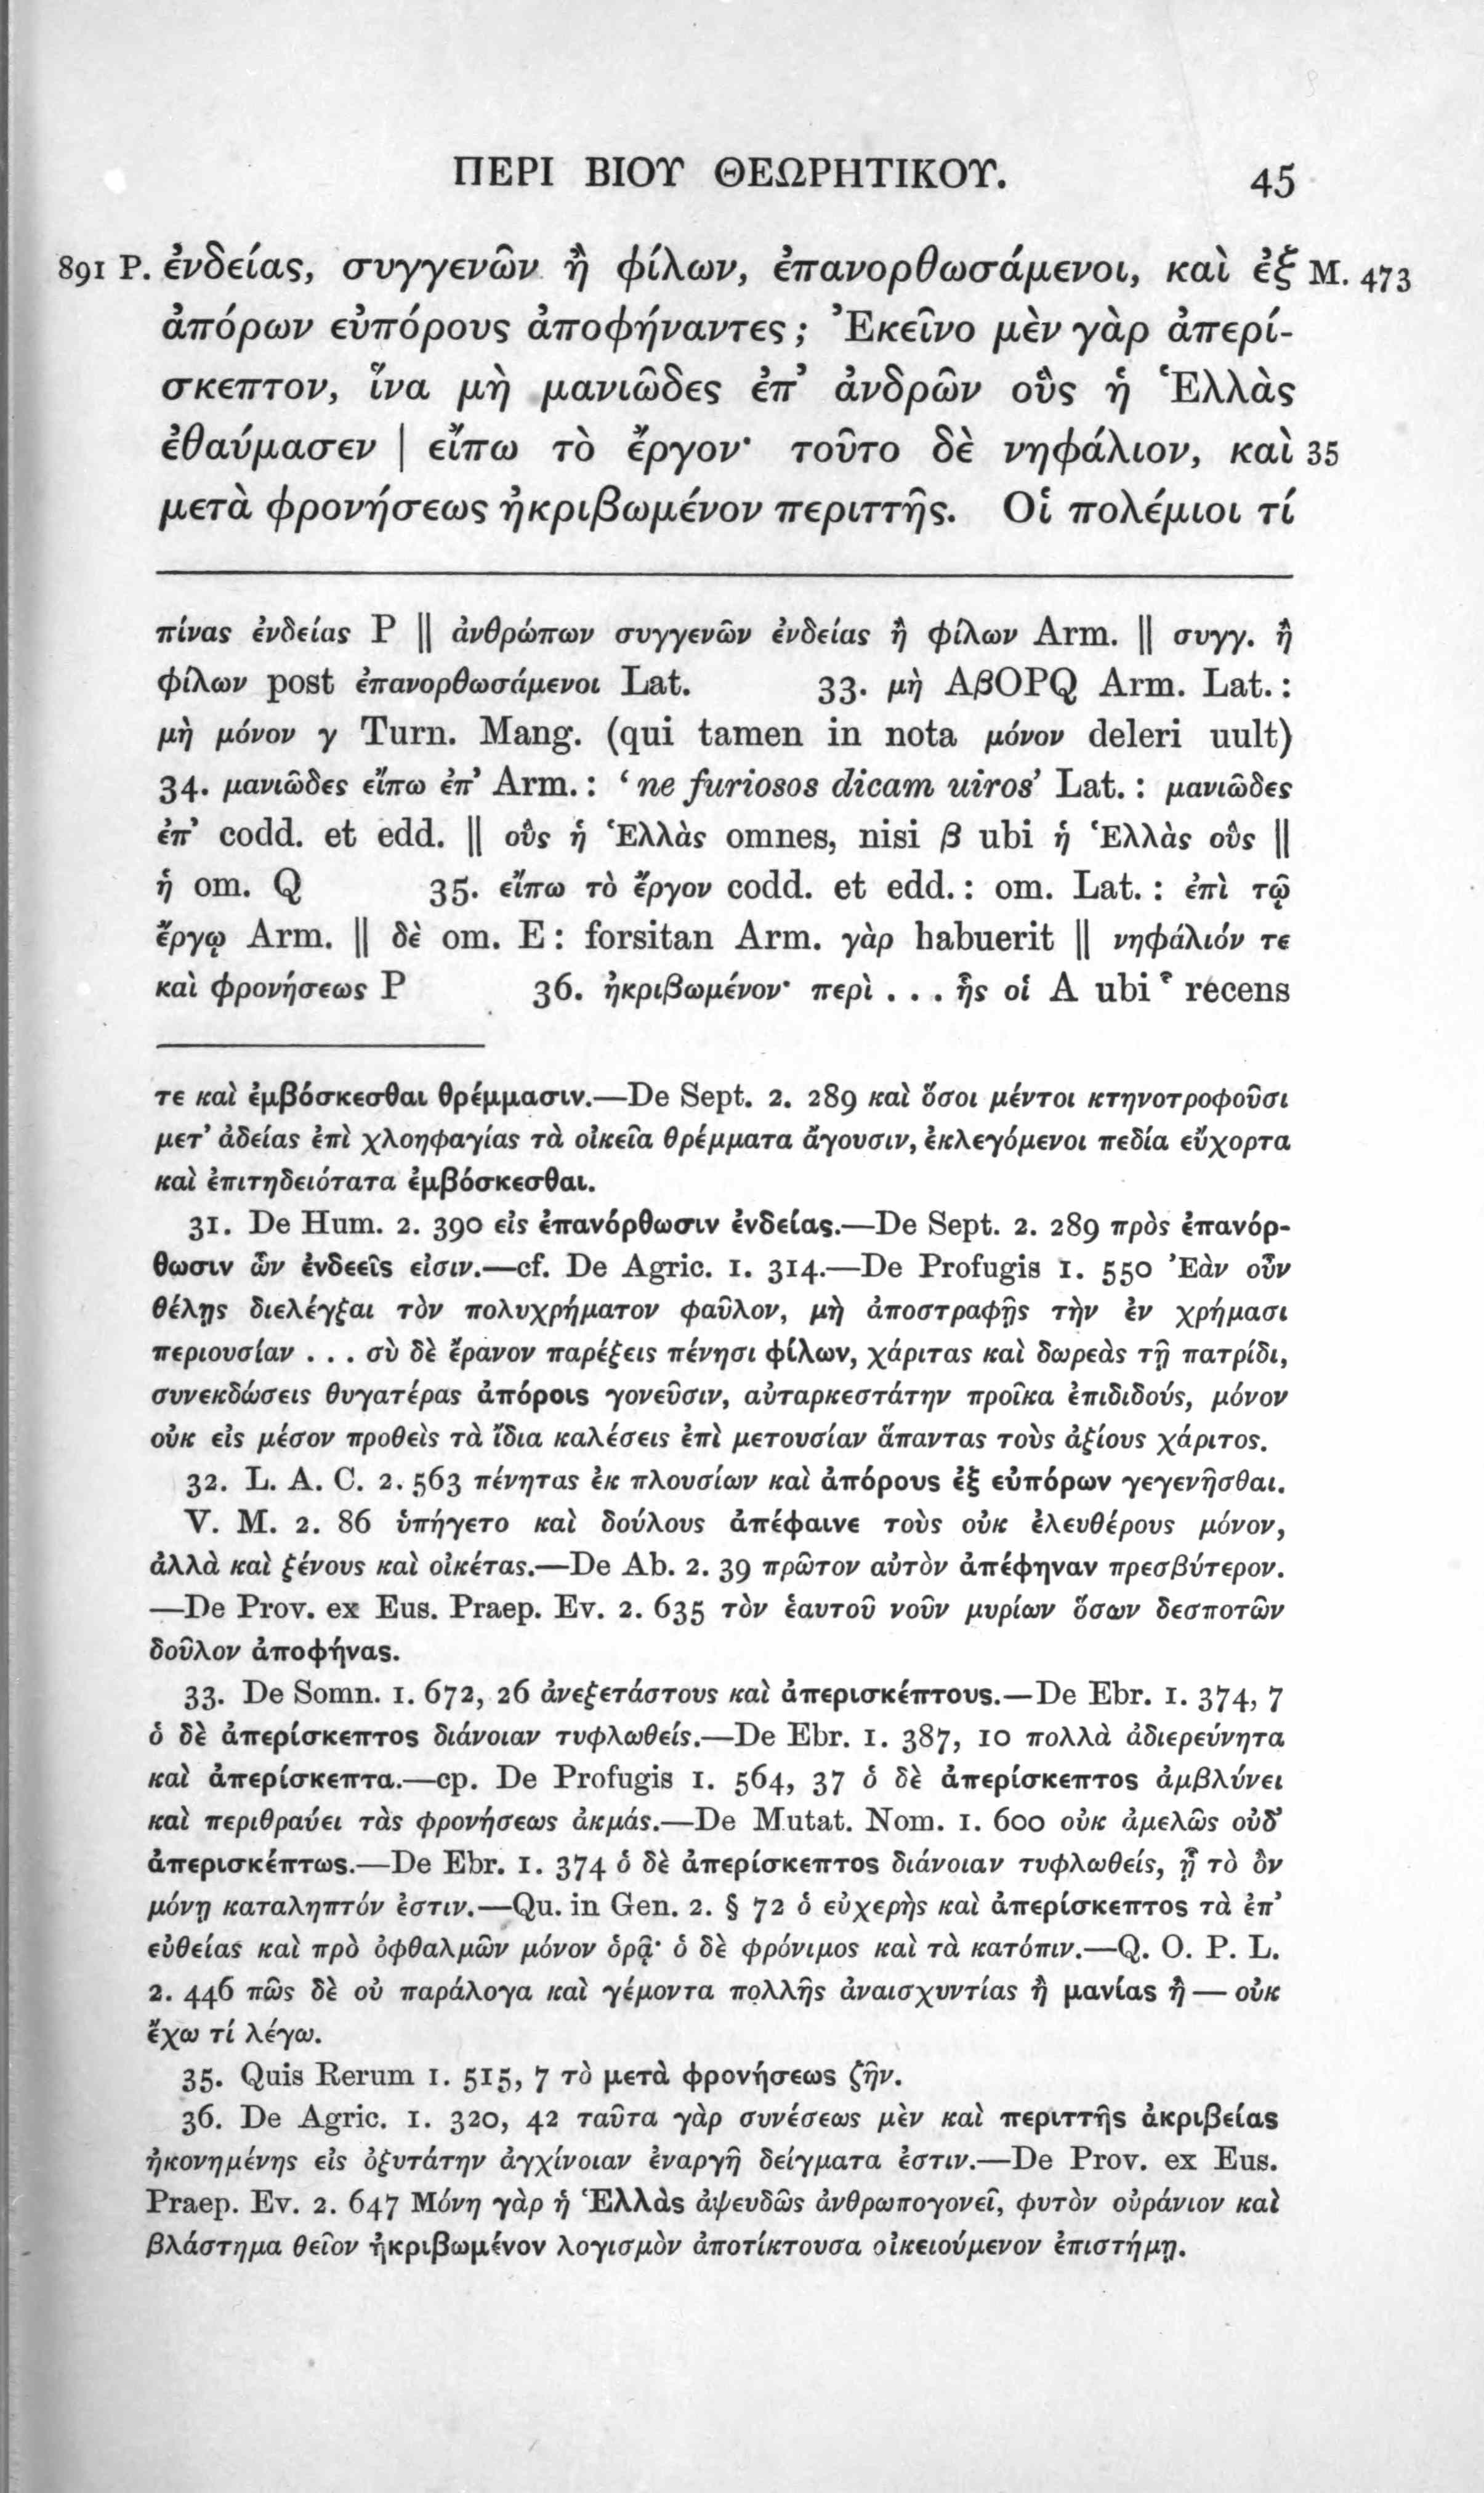 ΠΕΡΙ ΒΙΟΥ ΘΕΩΡΗΤΙΚΟΥ. 45
891 P. ἐνδείας, συγγενῶν ἢ φίλων, ἐπανορθωσάμενοι, καὶ ἐξ M. 473
ἀπόρων εὐπόρους ἀποφήναντες; Ἐκεῖνο μὲν γὰρ ἀπερί-
σκεπτον, ἵνα μὴ μανιῶδες ἐπ’ ἀνδρῶν οὓς ἡ Ἑλλὰς
ἐθαύμασεν | εἴπω τὸ ἔργον· τοῦτο δὲ νηφάλιον, καὶ 35
μετὰ φρονήσεως ἠκριβωμένον περιττῆς. Οἱ πολέμιοι τί
πίνας ἐνδείας P || ἀνθρώπων συγγενῶν ἐνδείας ἢ φίλων Arm. || συγγ. ἢ
φίλων post ἐπανορθωσάμενοι Lat. 33. μὴ ΑβOPQ Arm. Lat.:
μὴ μόνον γ Turn. Mang. (qui tamen in nota μόνον deleri uult)
34. μανιῶδες εἴπω ἐπ’ Arm.: ‘ne furiosos dicam uiros’ Lat.: μανιῶδες
ἐπ’ codd. et edd. || οὓς ἡ Ἑλλὰς omnes, nisi β ubi ἡ Ἑλλὰς οὓς ||
ἡ om. Q 35. εἴπω τὸ ἔργον codd. et edd.: om. Lat.: ἐπὶ τῷ
ἔργῳ Arm. || δὲ om. E: forsitan Arm. γὰρ habuerit || νηφάλιόν τε
καὶ φρονήσεως P 36. ἠκριβωμένον· περὶ . . . ἧς οἱ A ubi ῟ recens
τε καὶ ἐμβόσκεσθαι θρέμμασιν.—De Sept. 2. 289 καὶ ὅσοι μέντοι κτηνοτροφοῦσι
μετ’ ἀδείας ἐπὶ χλοηφαγίας τὰ οἰκεῖα θρέμματα ἄγουσιν, ἐκλεγόμενοι πεδία εὔχορτα
καὶ ἐπιτηδειότατα ἐμβόσκεσθαι.
31. De Hum. 2. 390 εἰς ἐπανόρθωσιν ἐνδείας.—De Sept. 2. 289 πρὸς ἐπανόρ-
θωσιν ὧν ἐνδεεῖς εἰσιν.—cf. De Agric. 1. 314.—De Profugis 1. 550 Ἐὰν οὖν
θέλῃς διελέγξαι τὸν πολυχρήματον φαῦλον, μὴ ἀποστραφῇς τὴν ἐν χρήμασι
περιουσίαν . . . σὺ δὲ ἔρανον παρέξεις πένησι φίλων, χάριτας καὶ δωρεὰς τῇ πατρίδι,
συνεκδώσεις θυγατέρας ἀπόροις γονεῦσιν, αὐταρκεστάτην προῖκα ἐπιδιδούς, μόνον
οὐκ εἰς μέσον προθεὶς τὰ ἴδια καλέσεις ἐπὶ μετουσίαν ἅπαντας τοὺς ἀξίους χάριτος.
32. L. A. C. 2. 563 πένητας ἐκ πλουσίων καὶ ἀπόρους ἐξ εὐπόρων γεγενῆσθαι.
V. M. 2. 86 ὑπήγετο καὶ δούλους ἀπέφαινε τοὺς οὐκ ἐλευθέρους μόνον,
ἀλλὰ καὶ ξένους καὶ οἰκέτας.—De Ab. 2. 39 πρῶτον αὐτὸν ἀπέφηναν πρεσβύτερον.
—De Prov. ex Eus. Praep. Ev. 2. 635 τὸν ἑαυτοῦ νοῦν μυρίων ὅσων δεσποτῶν
δοῦλον ἀποφήνας.
33. De Somn. 1. 672, 26 ἀνεξετάστους καὶ ἀπερισκέπτους.—De Ebr. 1. 374, 7
ὁ δὲ ἀπερίσκεπτος διάνοιαν τυφλωθείς.—De Ebr. 1. 387, 10 πολλὰ ἀδιερεύνητα
καὶ ἀπερίσκεπτα.—cp. De Profugis 1. 564, 37 ὁ δὲ ἀπερίσκεπτος ἀμβλύνει
καὶ περιθραύει τὰς φρονήσεως ἀκμάς.—De Mutat. Nom. 1. 600 οὐκ ἀμελῶς οὐδ’
ἀπερισκέπτως.—De Ebr. 1. 374 ὁ δὲ ἀπερίσκεπτος διάνοιαν τυφλωθείς, ᾗ τὸ ὂν
μόνῃ καταληπτόν ἐστιν.—Qu. in Gen. 2. § 72 ὁ εὐχερὴς καὶ ἀπερίσκεπτος τὰ ἐπ’
εὐθείας καὶ πρὸ ὀφθαλμῶν μόνον ὁρᾷ· ὁ δὲ φρόνιμος καὶ τὰ κατόπιν.—Q. O. P. L.
2. 446 πῶς δὲ οὐ παράλογα καὶ γέμοντα πολλῆς ἀναισχυντίας ἢ μανίας ἢ — οὐκ
ἔχω τί λέγω.
35. Quis Rerum 1. 515, 7 τὸ μετὰ φρονήσεως ζῆν.
36. De Agric. 1. 320, 42 ταῦτα γὰρ συνέσεως μὲν καὶ περιττῆς ἀκριβείας
ἠκονημένης εἰς ὀξυτάτην ἀγχίνοιαν ἐναργῆ δείγματα ἐστιν.—De Prov. ex Eus.
Praep. Ev. 2. 647 Μόνη γὰρ ἡ Ἑλλὰς ἀψευδῶς ἀνθρωπογονεῖ, φυτὸν οὐράνιον καὶ
βλάστημα θεῖον ἠκριβωμένον λογισμὸν ἀποτίκτουσα οἰκειούμενον ἐπιστήμῃ.